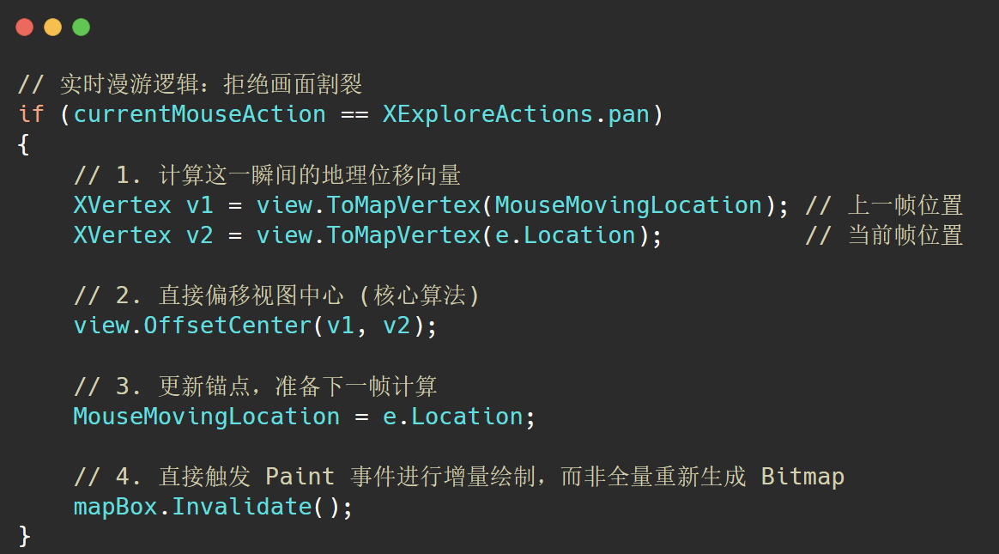 // 实时漫游逻辑：拒绝画面割裂
if (currentMouseAction == XExploreActions.pan)
{
    // 1. 计算这一瞬间的地理位移向量
    XVertex v1 = view.ToMapVertex(MouseMovingLocation); // 上一帧位置
    XVertex v2 = view.ToMapVertex(e.Location);          // 当前帧位置

    // 2. 直接偏移视图中心 (核心算法)
    view.OffsetCenter(v1, v2);

    // 3. 更新锚点，准备下一帧计算
    MouseMovingLocation = e.Location;

    // 4. 直接触发 Paint 事件进行增量绘制，而非全量重新生成 Bitmap
    mapBox.Invalidate();
}